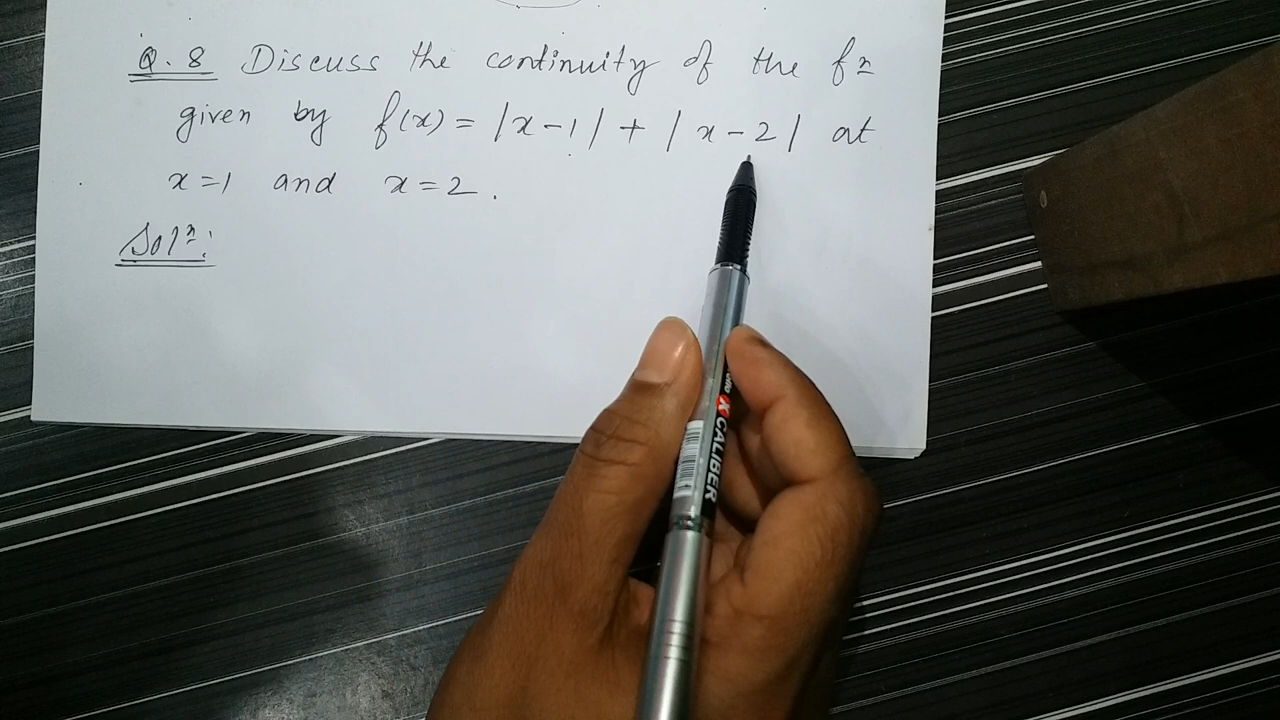 Q. 8 Discuss the continuity of the fn
given by f(x) = |x-1| + |x-2| at
x=1 and x=2.
Soln:
X CALIBER